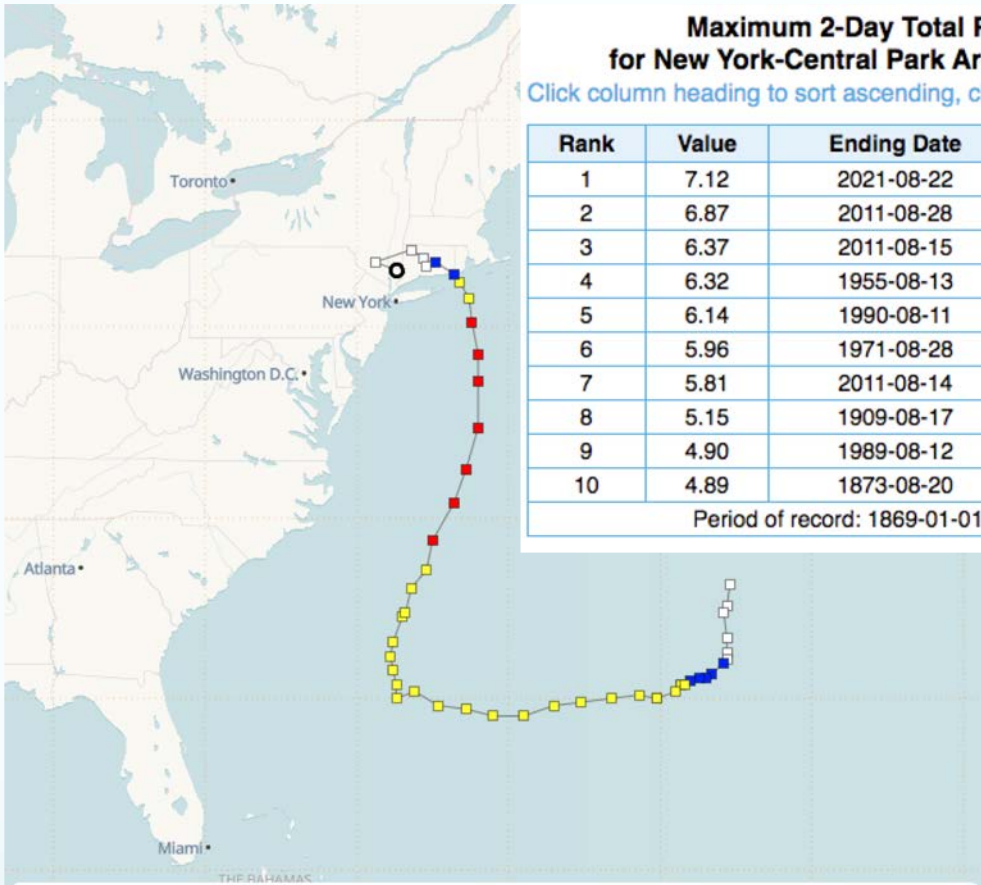 Maximum 2-Day Total
for New York-Central Park
Click column heading to sort ascending,
Rank Value Ending Date
1 7.12 2021-08-22
2 6.87 2011-08-28
3 6.37 2011-08-15
4 6.32 1955-08-13
5 6.14 1990-08-11
6 5.96 1971-08-28
7 5.81 2011-08-14
8 5.15 1909-08-17
9 4.90 1989-08-12
10 4.89 1873-08-20
Period of record: 1869-01-01
Toronto
New York
Washington D.C.
Atlanta
Miami
THE BAHAMAS